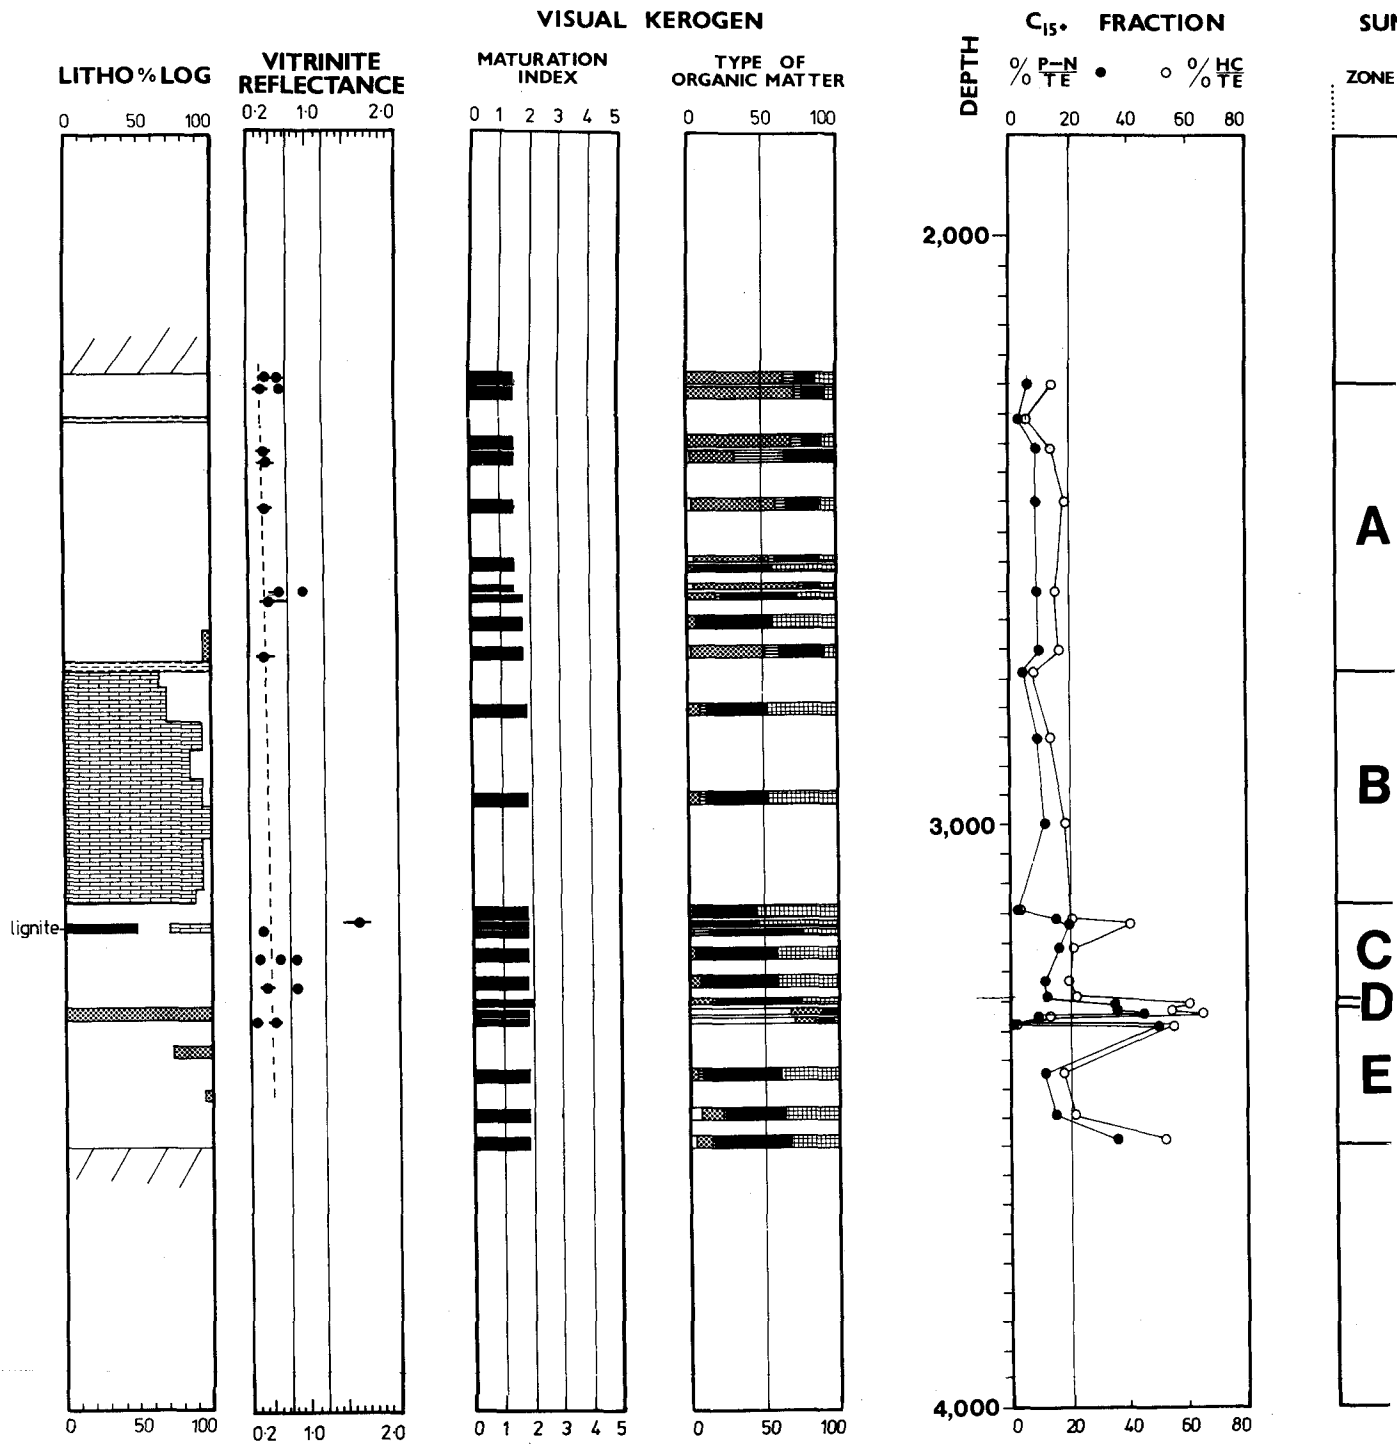 VISUAL KEROGEN
C15+ FRACTION
LITHO % LOG
VITRINITE
REFLECTANCE
MATURATION
INDEX
TYPE OF
ORGANIC MATTER
DEPTH
% P–N
TE
% HC
TE
ZONE
0 50 100
0·2 1·0 2·0
0 1 2 3 4 5
0 50 100
0 20 40 60 80
2,000
A
B
3,000
lignite
C
D
E
4,000
0 50 100
0·2 1·0 2·0
0 1 2 3 4 5
0 50 100
0 20 40 60 80